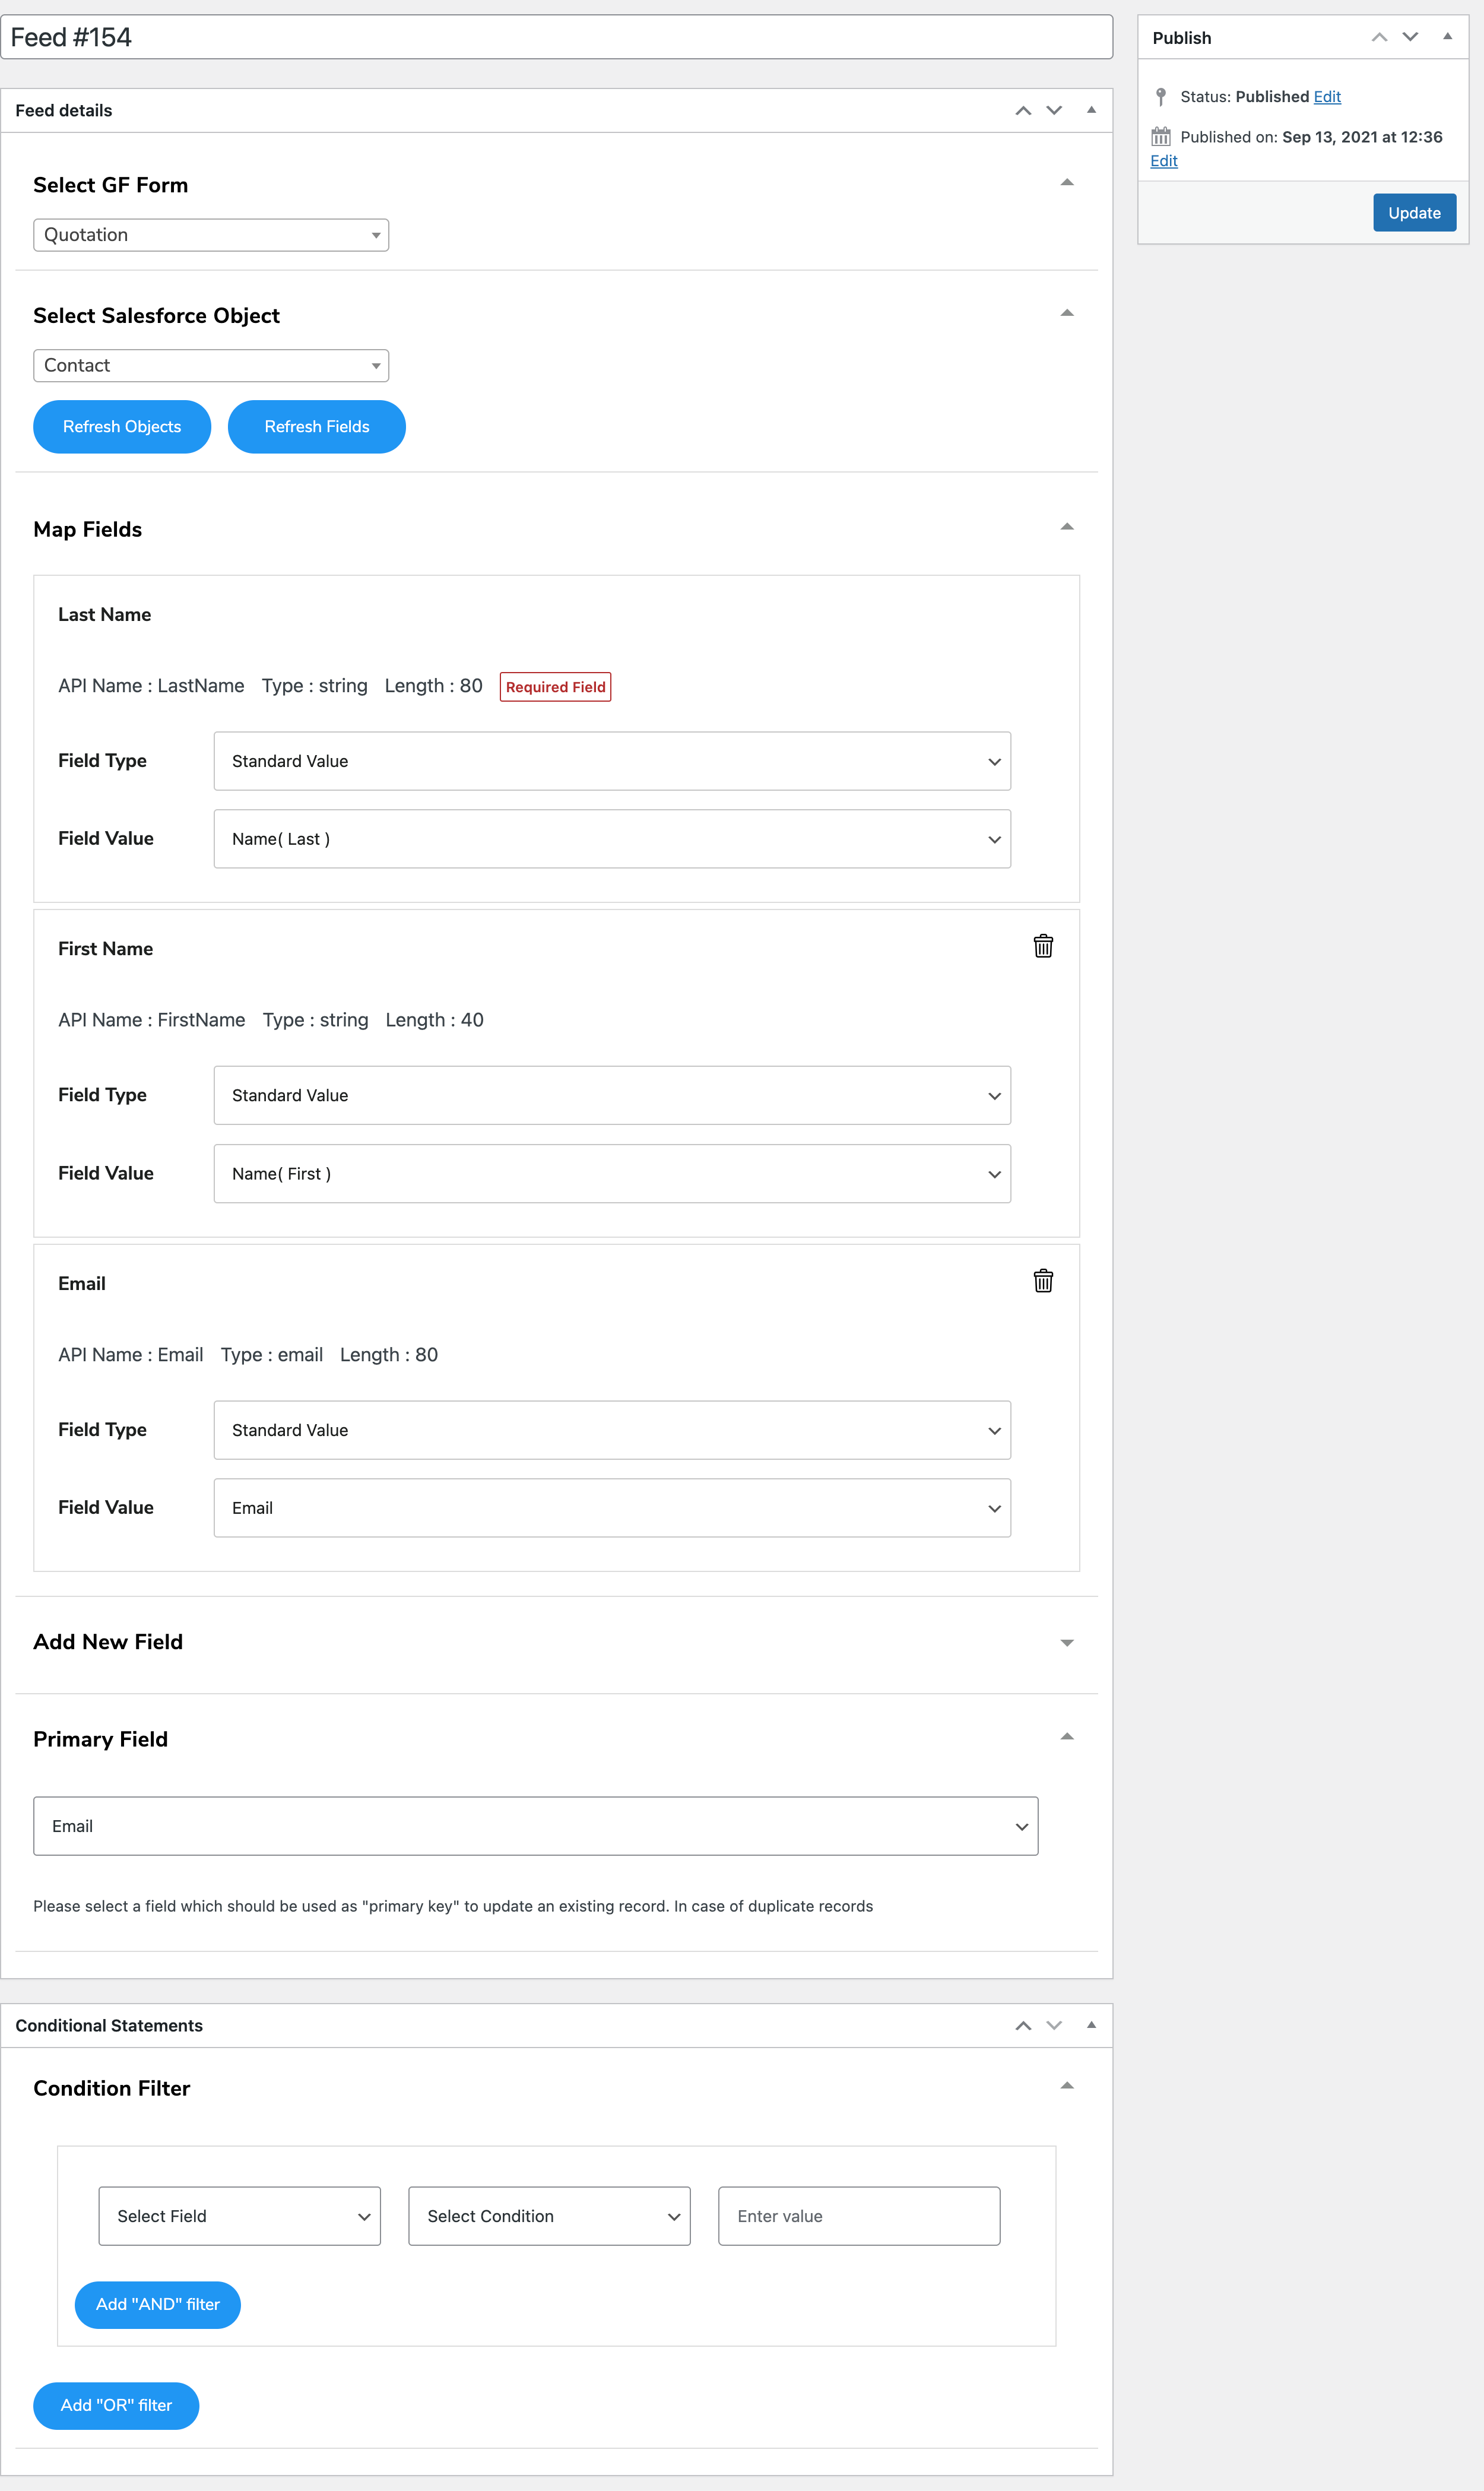 Feed #154
Publish
Status: Published Edit
Published on: Sep 13, 2021 at 12:36
Edit
Update
Feed details
Select GF Form
Quotation
Select Salesforce Object
Contact
Refresh Objects Refresh Fields
Map Fields
Last Name
API Name : LastName Type : string Length : 80 Required Field
Field Type Standard Value
Field Value Name( Last )
First Name
API Name : FirstName Type : string Length : 40
Field Type Standard Value
Field Value Name( First )
Email
API Name : Email Type : email Length : 80
Field Type Standard Value
Field Value Email
Add New Field
Primary Field
Email
Please select a field which should be used as "primary key" to update an existing record. In case of duplicate records
Conditional Statements
Condition Filter
Select Field Select Condition Enter value
Add "AND" filter
Add "OR" filter